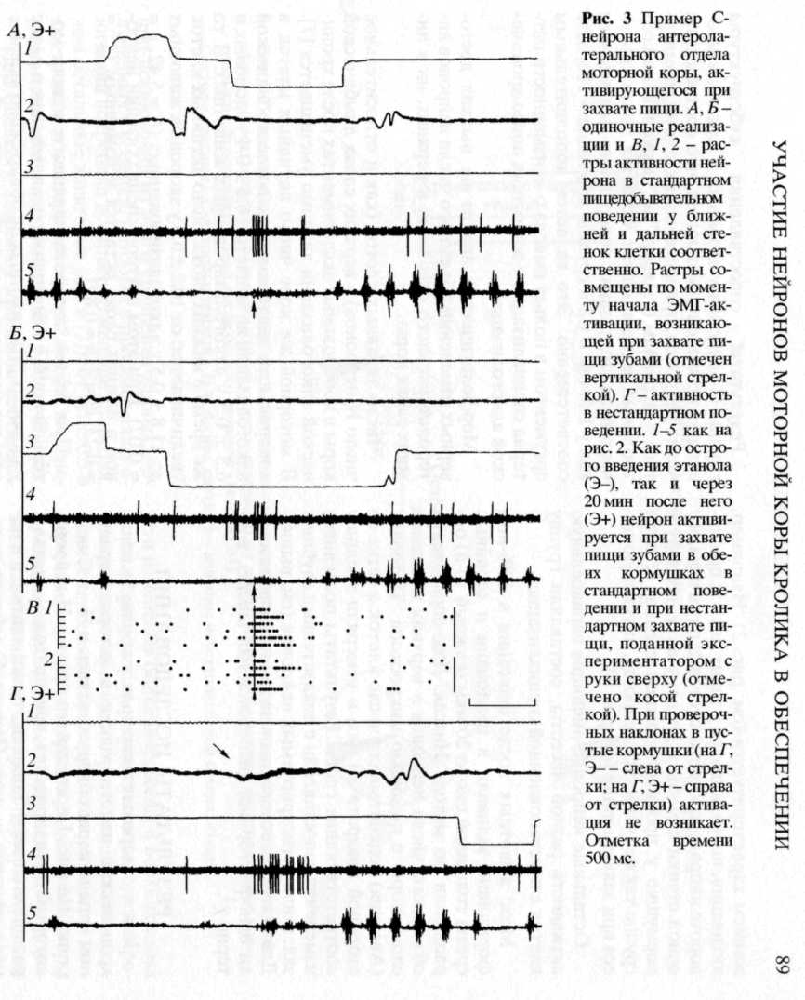 А, Э+
1
2
3
4
5
Б, Э+
1
2
3
4
5
В 1
2
Г, Э+
1
2
3
4
5
Рис. 3 Пример С-
нейрона антерола-
терального отдела
моторной коры, ак-
тивирующегося при
захвате пищи. А, Б –
одиночные реализа-
ции и В, 1, 2 – рас-
тры активности ней-
рона в стандартном
пищедобывательном
поведении у ближ-
ней и дальней сте-
нок клетки соответ-
ственно. Растры со-
вмещены по момен-
ту начала ЭМГ-ак-
тивации, возникаю-
щей при захвате пи-
щи зубами (отмечен
вертикальной стрел-
кой). Г – активность
в нестандартном по-
ведении. 1–5 как на
рис. 2. Как до остро-
го введения этанола
(Э–), так и через
20 мин после него
(Э+) нейрон активи-
руется при захвате
пищи зубами в обе-
их кормушках в
стандартном пове-
дении и при нестан-
дартном захвате пи-
щи, поданной экс-
периментатором с
руки сверху (отме-
чено косой стрел-
кой). При провероч-
ных наклонах в пус-
тые кормушки (на Г,
Э– – слева от стрел-
ки; на Г, Э+ – справа
от стрелки) актива-
ция не возникает.
Отметка времени
500 мс.
УЧАСТИЕ НЕЙРОНОВ МОТОРНОЙ КОРЫ КРОЛИКА В ОБЕСПЕЧЕНИИ
89